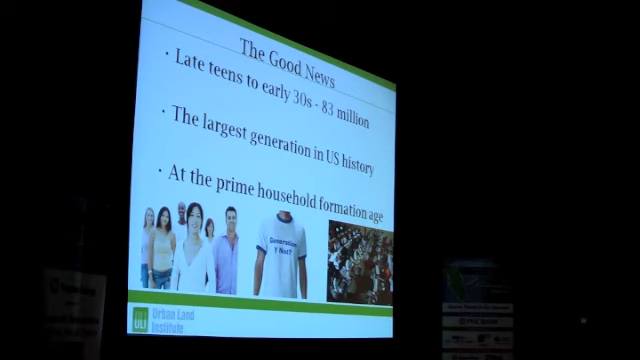 The Good News
· Late teens to early 30s - 83 million
· The largest generation in US history
· At the prime household formation age
Generation
Y Not?
ULI
Urban Land
Institute